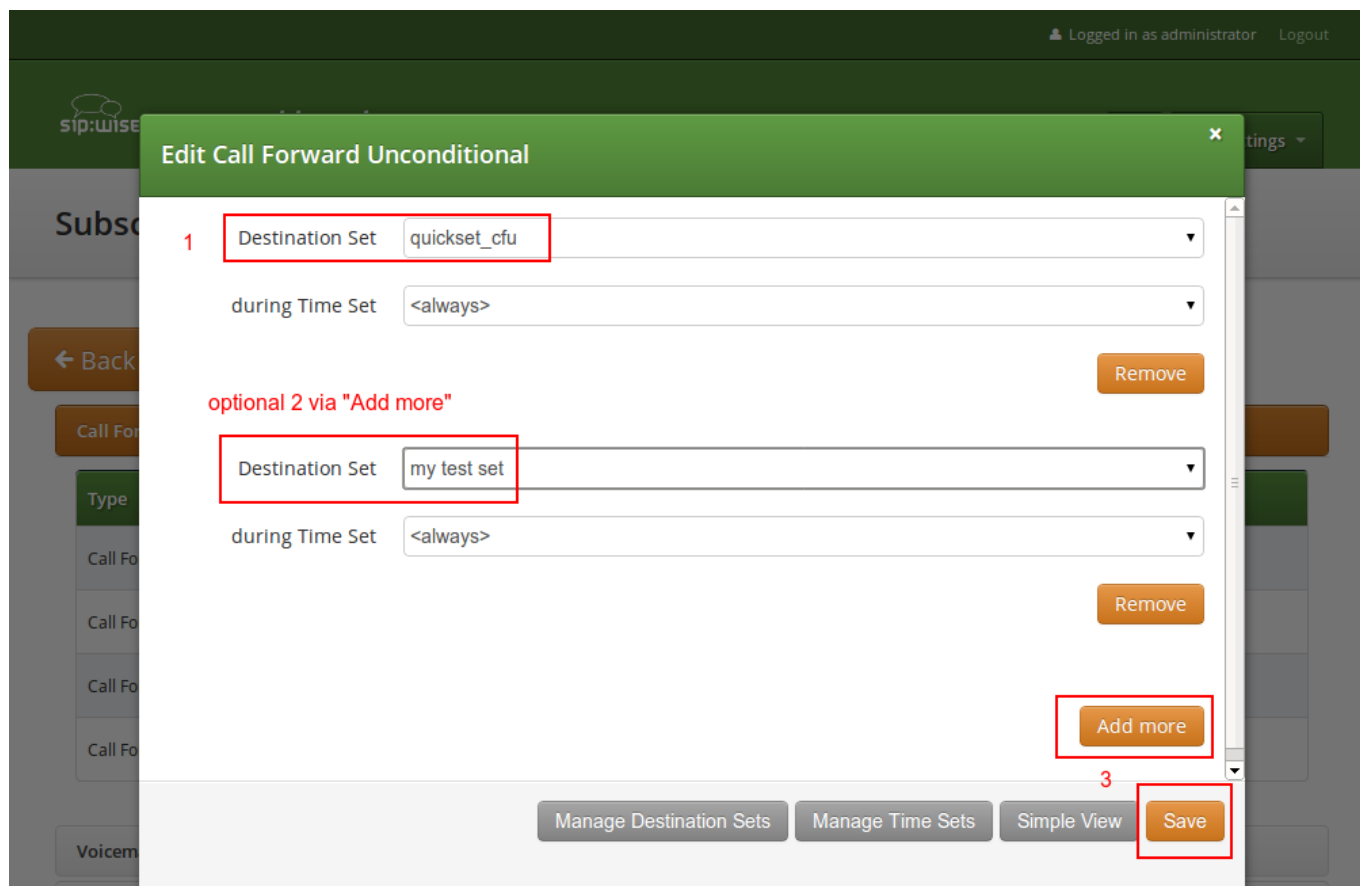 Logged in as administrator Logout
sip:wise
tings
Edit Call Forward Unconditional ×
Subsc
1 Destination Set quickset_cfu
during Time Set <always>
Back
Remove
optional 2 via "Add more"
Call For
Destination Set my test set
Type
during Time Set <always>
Call Fo
Remove
Call Fo
Call Fo
Add more
Call Fo
3
Manage Destination Sets Manage Time Sets Simple View Save
Voicem